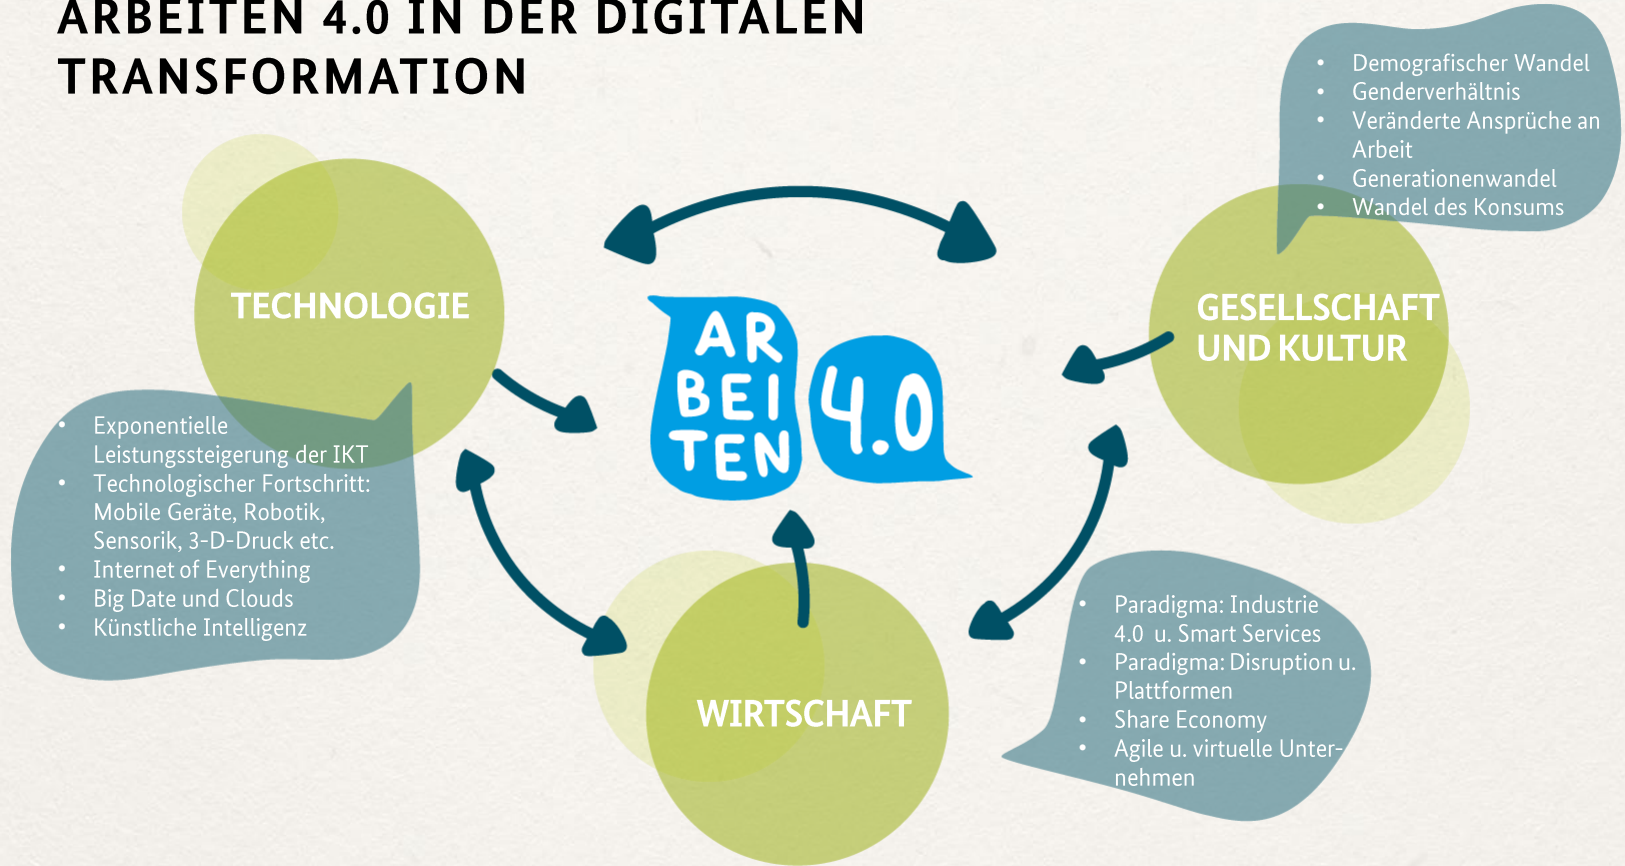 ARBEITEN 4.0 IN DER DIGITALEN
TRANSFORMATION
• Demografischer Wandel
• Genderverhältnis
• Veränderte Ansprüche an
Arbeit
• Generationenwandel
• Wandel des Konsums
TECHNOLOGIE
GESELLSCHAFT
UND KULTUR
AR
BEI
TEN
4.0
• Exponentielle
Leistungssteigerung der IKT
• Technologischer Fortschritt:
Mobile Geräte, Robotik,
Sensorik, 3-D-Druck etc.
• Internet of Everything
• Big Date und Clouds
• Künstliche Intelligenz
WIRTSCHAFT
• Paradigma: Industrie
4.0 u. Smart Services
• Paradigma: Disruption u.
Plattformen
• Share Economy
• Agile u. virtuelle Unter-
nehmen